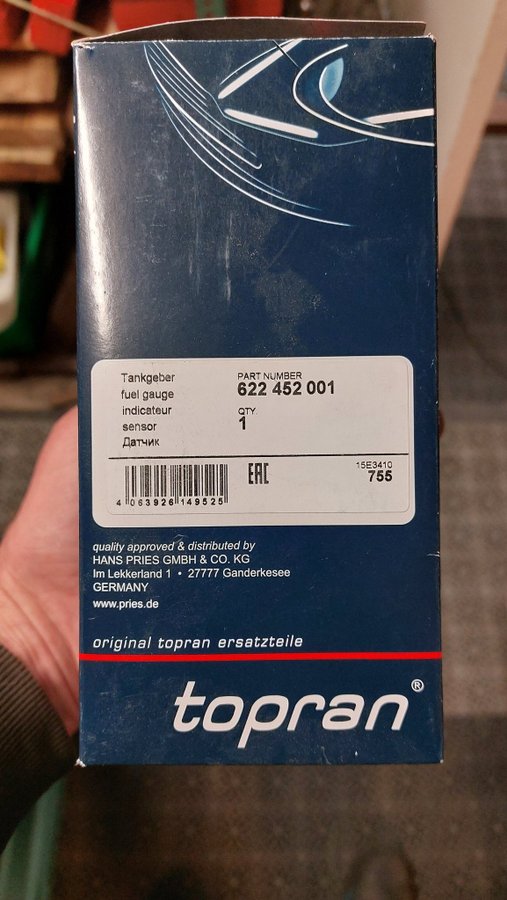 Tankgeber
fuel gauge
indicateur
sensor
Датчик
PART NUMBER
622 452 001
QTY
1
4 063926 149525
EAC
15E3410
755
quality approved & distributed by
HANS PRIES GMBH & CO. KG
Im Lekkerland 1 • 27777 Ganderkesee
GERMANY
www.pries.de
original topran ersatzteile
topran®